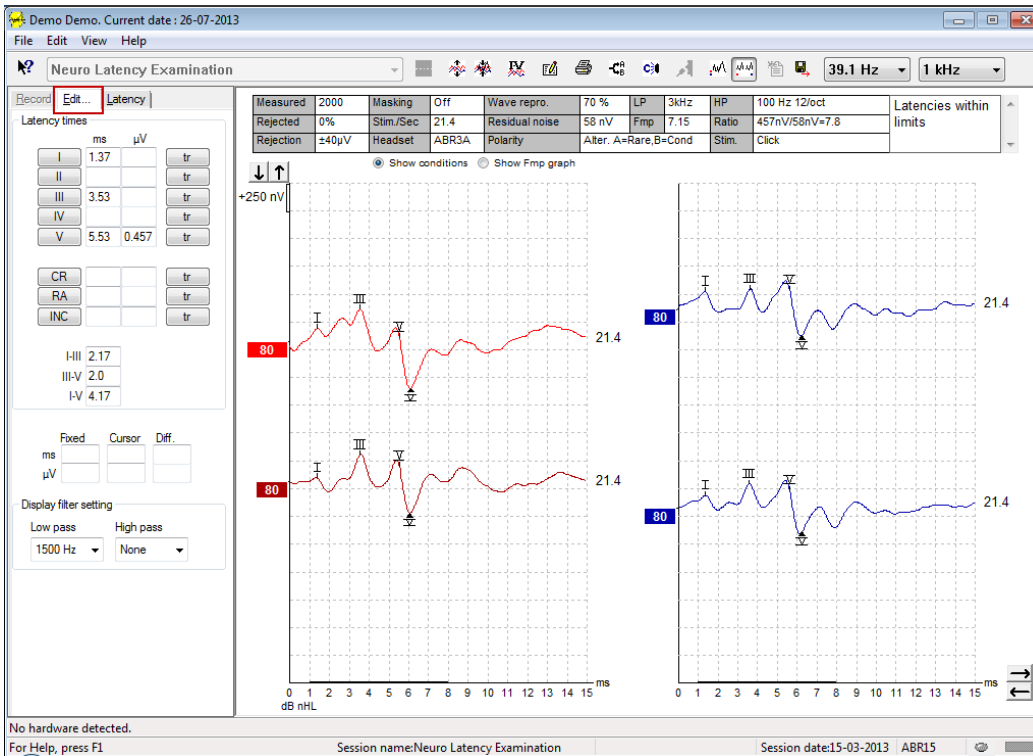 Demo Demo. Current date : 26-07-2013
File Edit View Help
Neuro Latency Examination
39.1 Hz
1 kHz
Record Edit... Latency
Latency times
ms µV
I 1.37 tr
II tr
III 3.53 tr
IV tr
V 5.53 0.457 tr
CR tr
RA tr
INC tr
I-III 2.17
III-V 2.0
I-V 4.17
Fixed Cursor Diff.
ms
µV
Display filter setting
Low pass High pass
1500 Hz None
Measured 2000 Masking Off Wave repro. 70 % LP 3kHz HP 100 Hz 12/oct
Rejected 0% Stim./Sec 21.4 Residual noise 58 nV Fmp 7.15 Ratio 457nV/58nV=7.8
Rejection ±40µV Headset ABR3A Polarity Alter. A=Rare,B=Cond Stim. Click
Latencies within
limits
Show conditions Show Fmp graph
+250 nV
I III V
80 21.4
I III V
80 21.4
0 1 2 3 4 5 6 7 8 9 10 11 12 13 14 15
dB nHL
I III V
80 21.4
I III V
80 21.4
0 1 2 3 4 5 6 7 8 9 10 11 12 13 14 15 ms
No hardware detected.
For Help, press F1 Session name:Neuro Latency Examination Session date:15-03-2013 ABR15